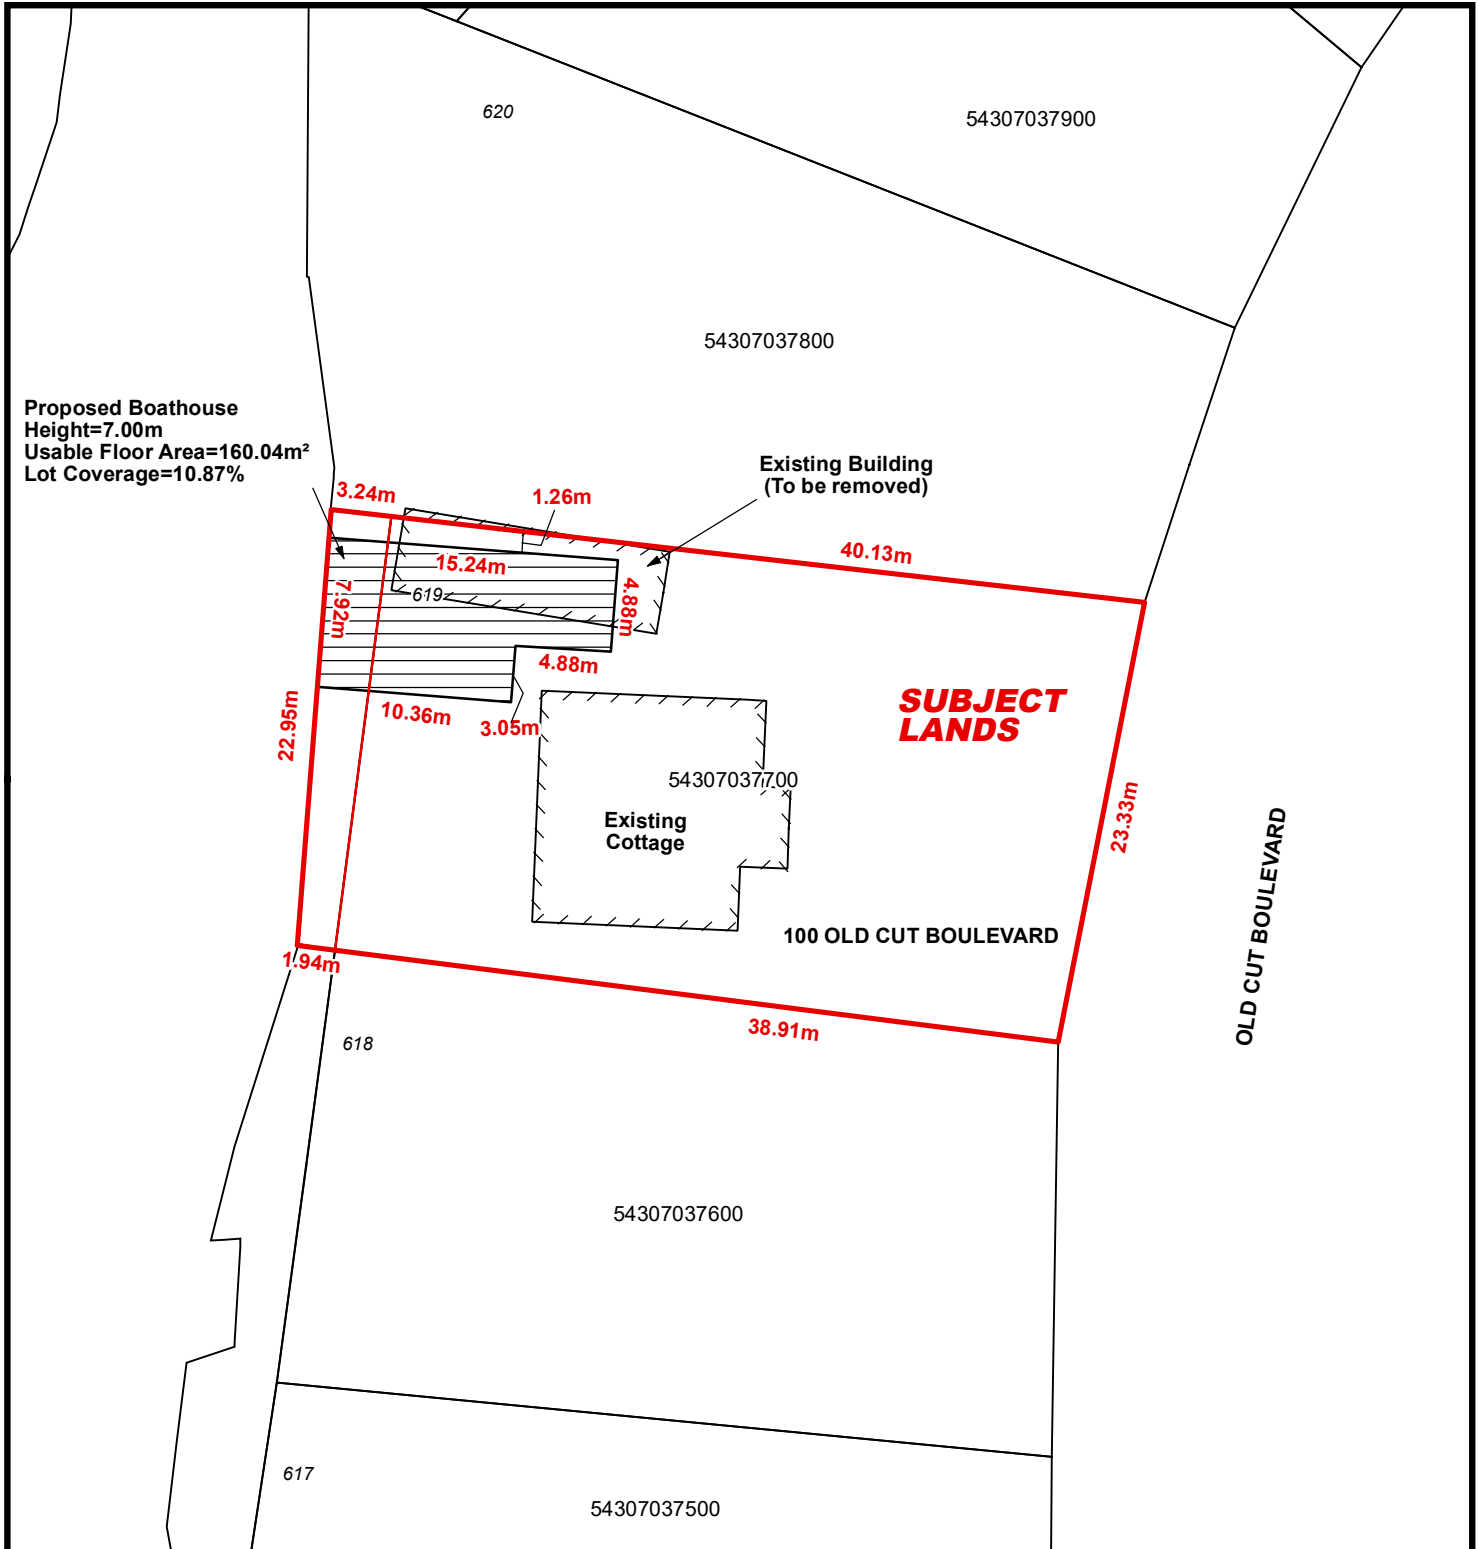 620
54307037900
54307037800
Proposed Boathouse
Height=7.00m
Usable Floor Area=160.04m²
Lot Coverage=10.87%
Existing Building
(To be removed)
3.24m
1.26m
40.13m
15.24m
7.92m
619
4.88m
4.88m
10.36m
3.05m
22.95m
SUBJECT
LANDS
54307037700
Existing
Cottage
23.33m
OLD CUT BOULEVARD
100 OLD CUT BOULEVARD
1.94m
38.91m
618
54307037600
617
54307037500